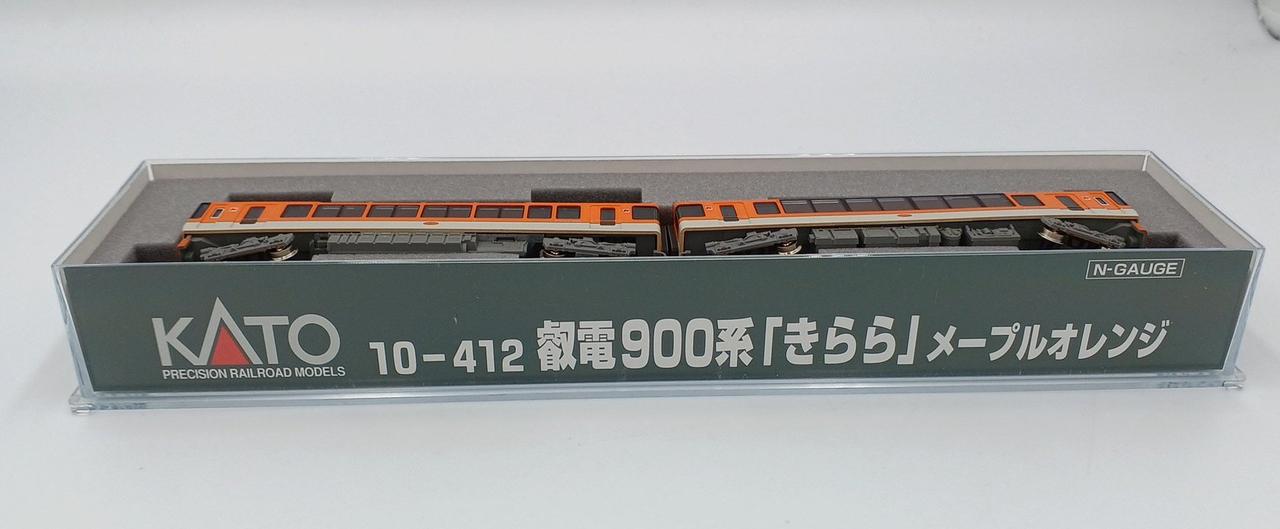 N-GAUGE
KATO
PRECISION RAILROAD MODELS
10-412 叡電900系「きらら」メープルオレンジ